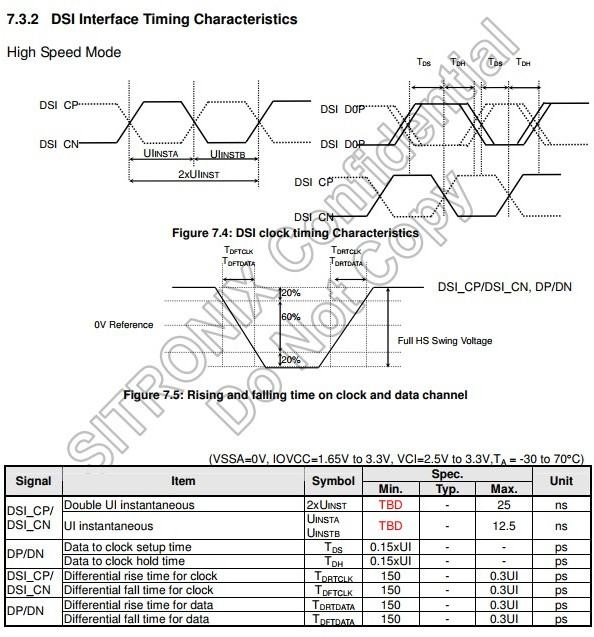 7.3.2 DSI Interface Timing Characteristics
High Speed Mode
TDS TDH TDS TDH
DSI CP
DSI CN
UIINSTA UIINSTB
2xUIINST
DSI D0P
DSI D0P
DSI CP
DSI CN
Figure 7.4: DSI clock timing Characteristics
TDFTCLK TDRTCLK
TDFTDATA TDRTDATA
20%
60%
20%
0V Reference
DSI_CP/DSI_CN, DP/DN
Full HS Swing Voltage
Figure 7.5: Rising and falling time on clock and data channel
SITRONIX Confidential
Do Not Copy
(VSSA=0V, IOVCC=1.65V to 3.3V, VCI=2.5V to 3.3V,TA = -30 to 70°C)
Signal Item Symbol Spec. Unit
Min. Typ. Max.
DSI_CP/ DSI_CN Double UI instantaneous 2xUINST TBD - 25 ns
UI instantaneous UINSTA UINSTB TBD - 12.5 ns
DP/DN Data to clock setup time TDS 0.15xUI - - ps
Data to clock hold time TDH 0.15xUI - - ps
DSI_CP/ DSI_CN Differential rise time for clock TDRTCLK 150 - 0.3UI ps
Differential fall time for clock TDFTCLK 150 - 0.3UI ps
DP/DN Differential rise time for data TDRTDATA 150 - 0.3UI ps
Differential fall time for data TDFTDATA 150 - 0.3UI ps